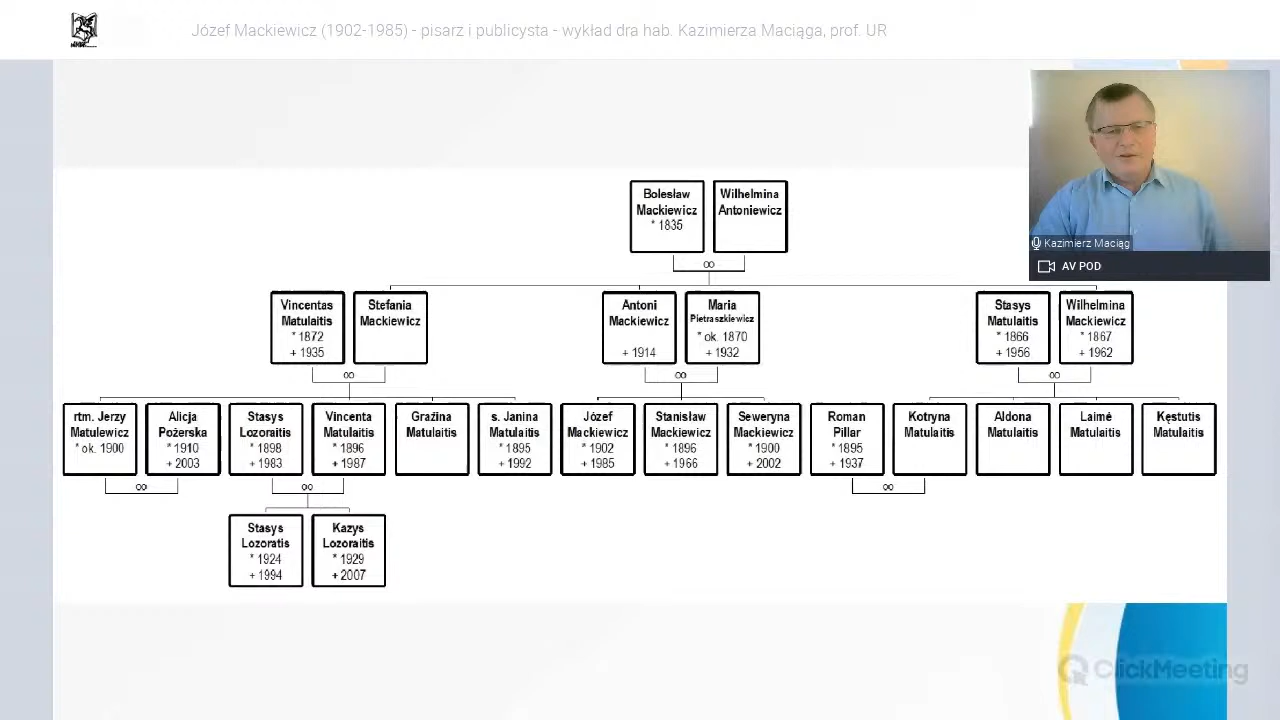 Józef Mackiewicz (1902-1985) - pisarz i publicysta - wykład dra hab. Kazimierza Maciąga, prof. UR
Kazimierz Maciąg
AV POD
Bolesław
Mackiewicz
* 1835
Wilhelmina
Antoniewicz
∞
Vincentas
Matulaitis
* 1872
+ 1935
Stefania
Mackiewicz
∞
Antoni
Mackiewicz
+ 1914
Maria
Pietraszkiewicz
* ok. 1870
+ 1932
∞
Stasys
Matulaitis
* 1866
+ 1956
Wilhelmina
Mackiewicz
* 1867
+ 1962
∞
rtm. Jerzy
Matulewicz
* ok. 1900
Alicja
Pożerska
* 1910
+ 2003
∞
Stasys
Lozoraitis
* 1898
+ 1983
Vincenta
Matulaitis
* 1896
+ 1987
∞
Gražina
Matulaitis
s. Janina
Matulaitis
* 1895
+ 1992
Józef
Mackiewicz
* 1902
+ 1985
Stanisław
Mackiewicz
* 1896
+ 1966
Seweryna
Mackiewicz
* 1900
+ 2002
Roman
Pillar
* 1895
+ 1937
Kotryna
Matulaitis
∞
Aldona
Matulaitis
Laimė
Matulaitis
Kęstutis
Matulaitis
Stasys
Lozoratis
* 1924
+ 1994
Kazys
Lozoraitis
* 1929
+ 2007
ClickMeeting